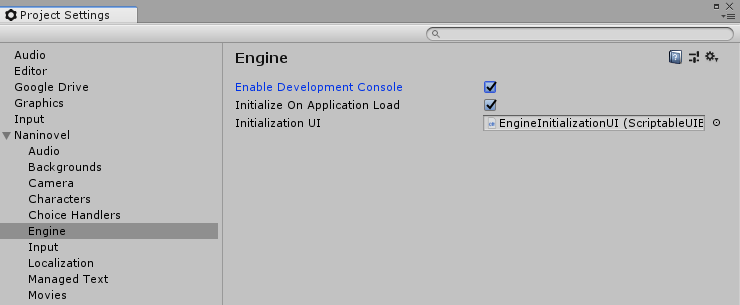 Project Settings
Audio
Editor
Google Drive
Graphics
Input
Naninovel
Audio
Backgrounds
Camera
Characters
Choice Handlers
Engine
Input
Localization
Managed Text
Movies
Engine
Enable Development Console
Initialize On Application Load
Initialization UI
EngineInitializationUI (ScriptableUIB